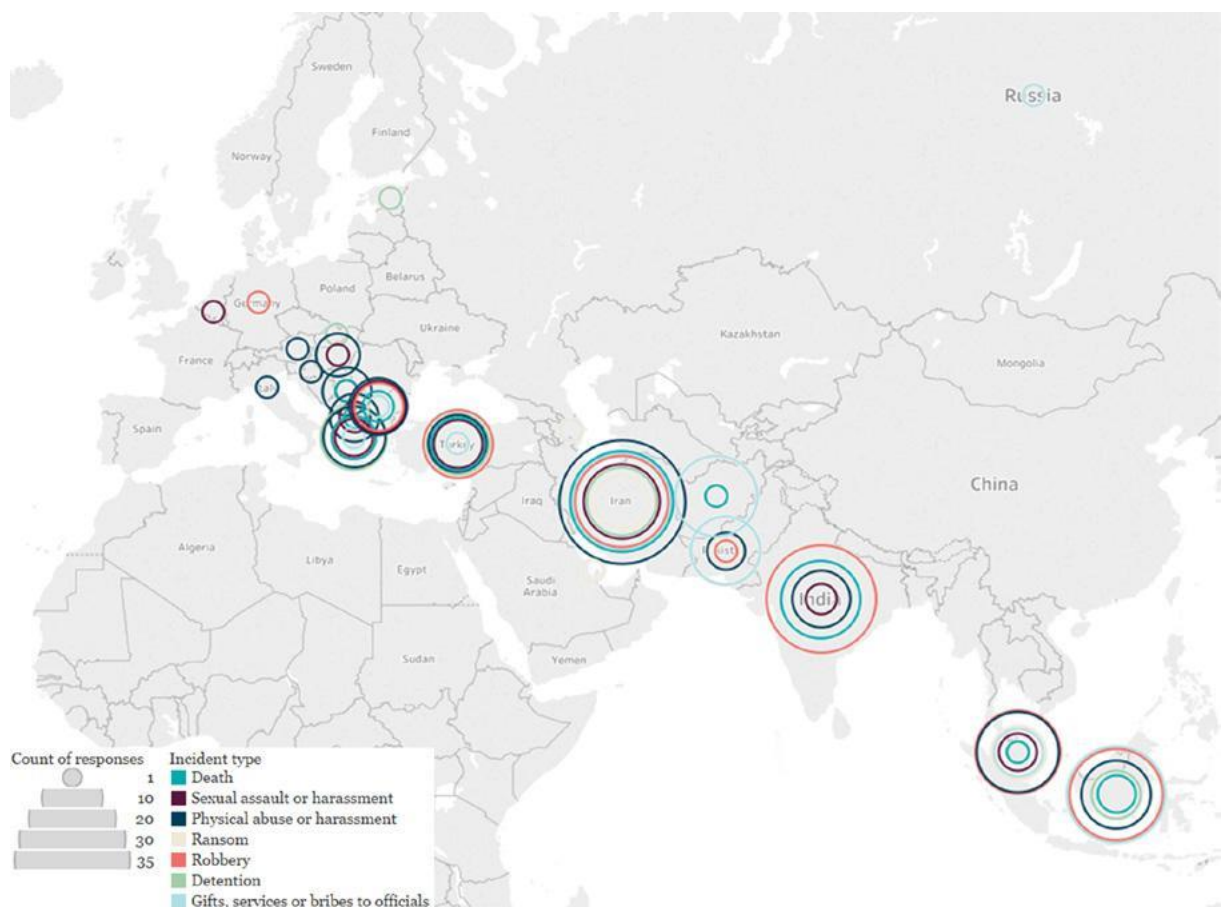 Sweden
Russia
Finland
Norway
Belarus
Poland
Germany
Ukraine
Kazakhstan
France
Mongolia
Spain
Turkey
China
Iraq
Iran
Algeria
Libya
Egypt
Saudi
Arabia
India
Sudan
Yemen
Count of responses
1
10
20
30
35
Incident type
Death
Sexual assault or harassment
Physical abuse or harassment
Ransom
Robbery
Detention
Gifts, services or bribes to officials